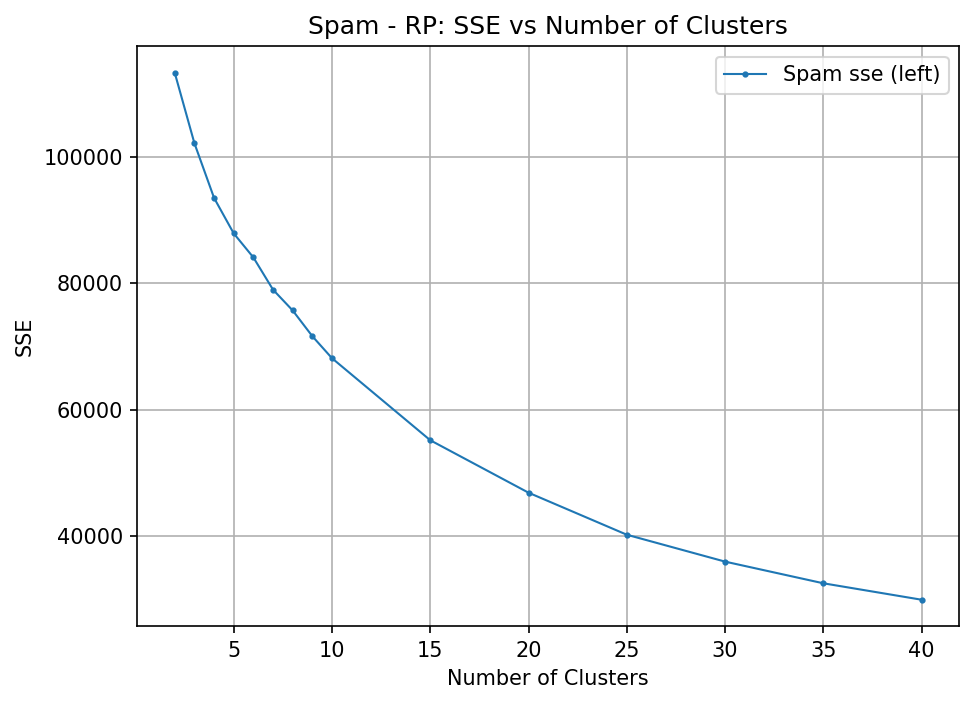 Spam - RP: SSE vs Number of Clusters
Spam sse (left)
100000
80000
60000
40000
SSE
5 10 15 20 25 30 35 40
Number of Clusters